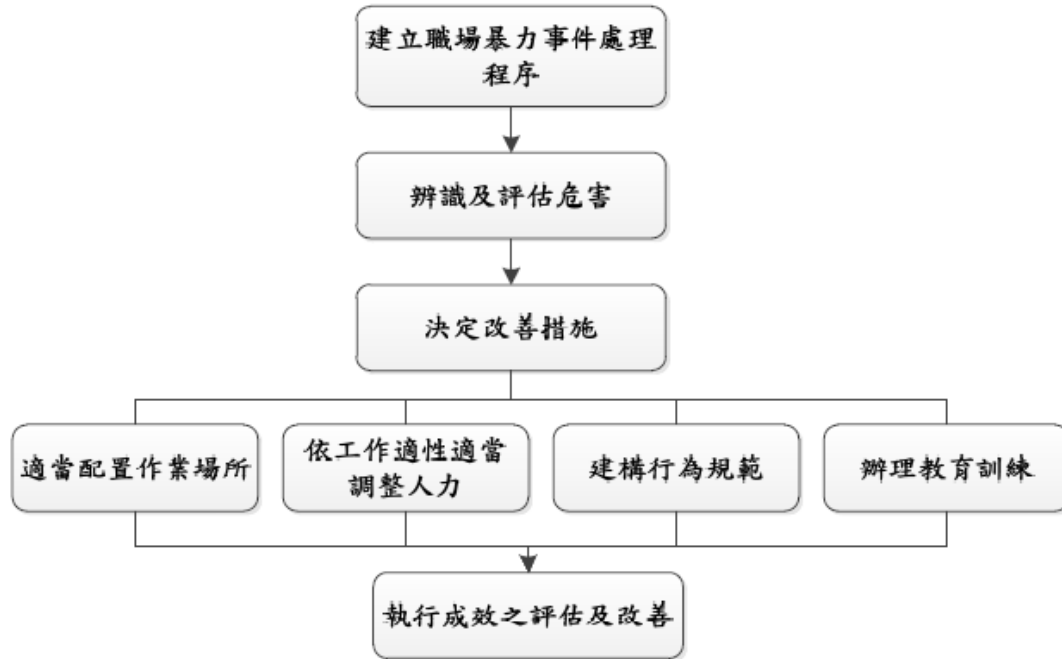 建立職場暴力事件處理
程序
辨識及評估危害
決定改善措施
適當配置作業場所
依工作適性適當
調整人力
建構行為規範
辦理教育訓練
執行成效之評估及改善